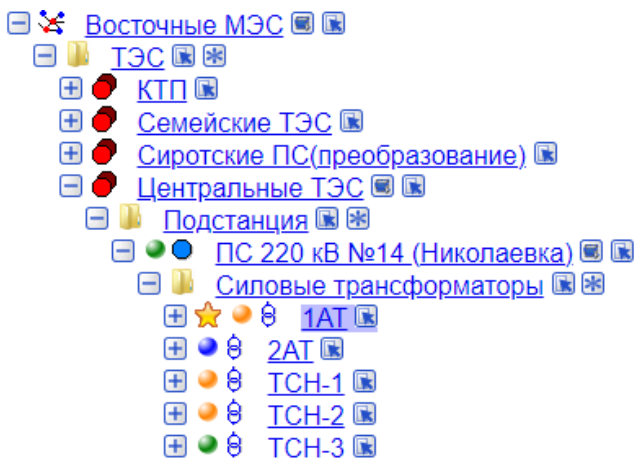 Восточные МЭС
ТЭС
КТП
Семейские ТЭС
Сиротские ПС(преобразование)
Центральные ТЭС
Подстанция
ПС 220 кВ №14 (Николаевка)
Силовые трансформаторы
1АТ
2АТ
ТСН-1
ТСН-2
ТСН-3